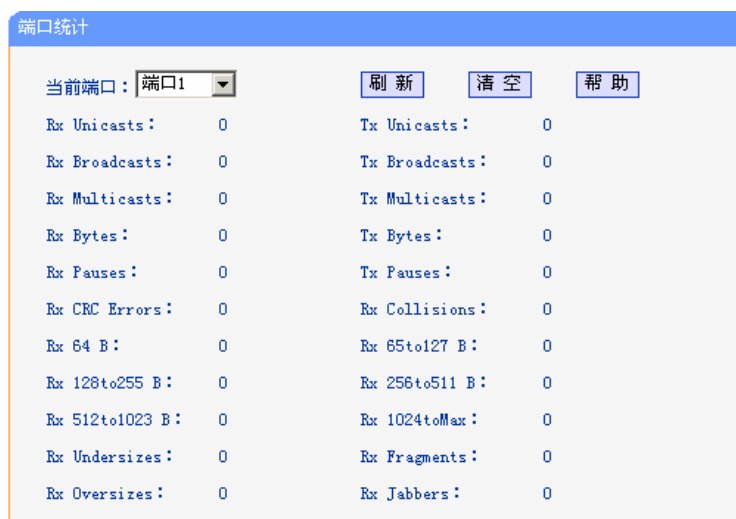 端口统计
当前端口： 端口1 刷 新 清 空 帮 助
Rx Unicasts： 0 Tx Unicasts： 0
Rx Broadcasts： 0 Tx Broadcasts： 0
Rx Multicasts： 0 Tx Multicasts： 0
Rx Bytes： 0 Tx Bytes： 0
Rx Pauses： 0 Tx Pauses： 0
Rx CRC Errors： 0 Rx Collisions： 0
Rx 64 B： 0 Rx 65to127 B： 0
Rx 128to255 B： 0 Rx 256to511 B： 0
Rx 512to1023 B： 0 Rx 1024toMax： 0
Rx Undersizes： 0 Rx Fragments： 0
Rx Oversizes： 0 Rx Jabbers： 0